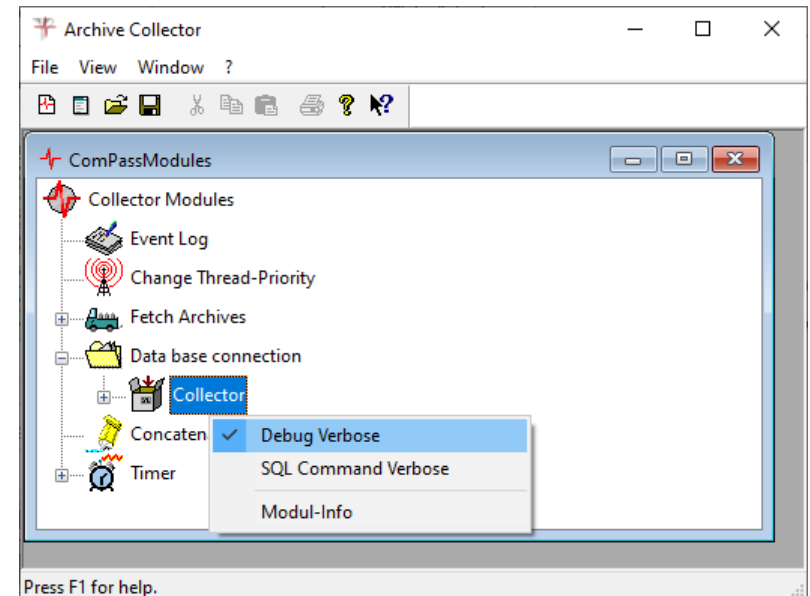 Archive Collector
File View Window ?
ComPassModules
Collector Modules
Event Log
Change Thread-Priority
Fetch Archives
Data base connection
Collector
Concaten
Debug Verbose
Timer
SQL Command Verbose
Modul-Info
Press F1 for help.